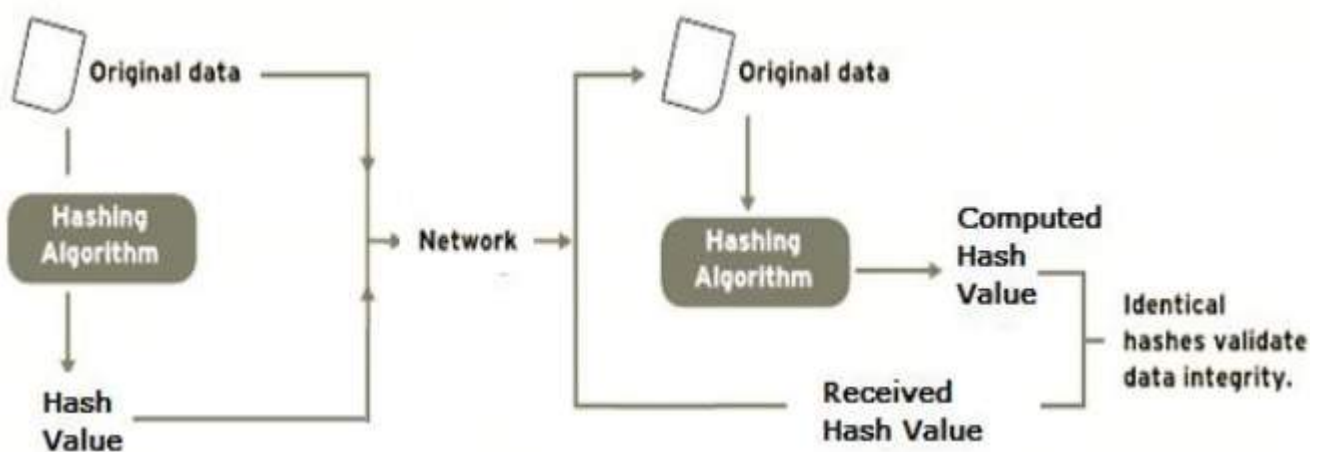 Original data
Hashing
Algorithm
Hash
Value
Network
Original data
Hashing
Algorithm
Computed
Hash
Value
Received
Hash Value
Identical
hashes validate
data integrity.